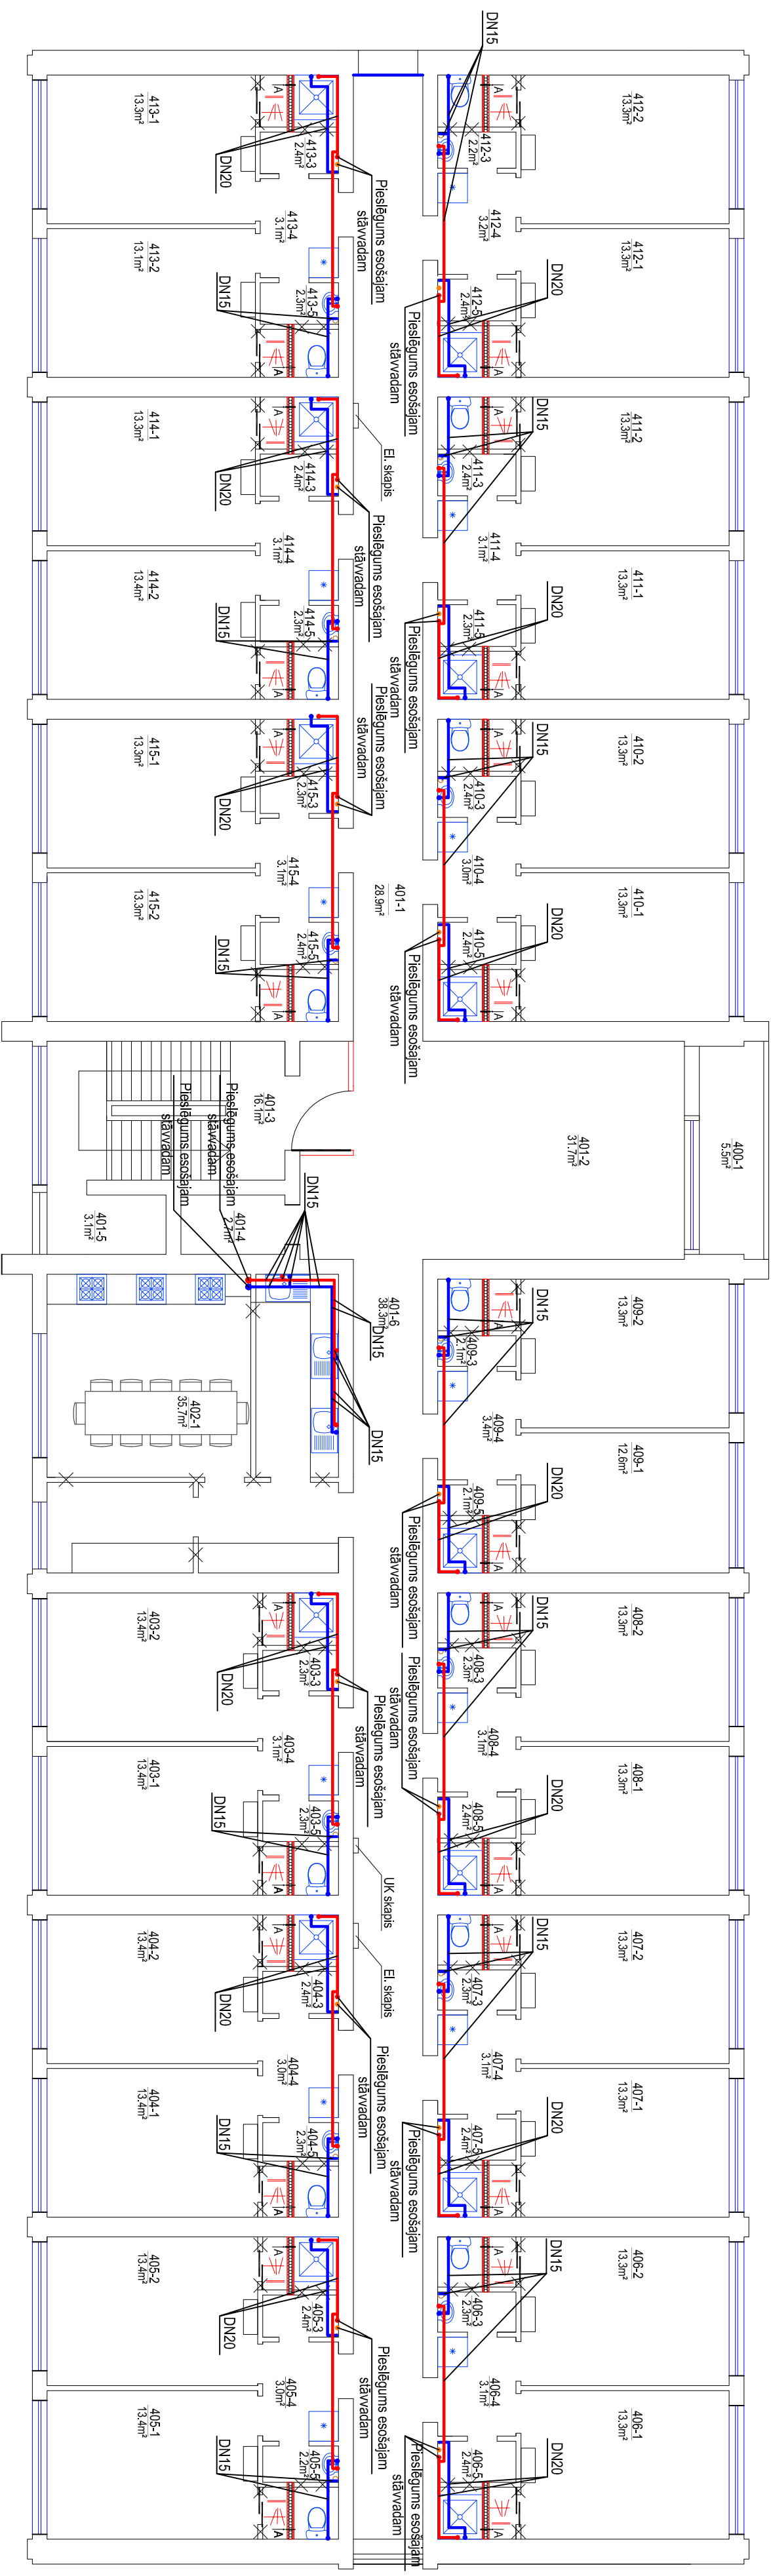 DN15
412-2
13.3m²
412-3
2.2m²
412-4
3.2m²
412-1
13.3m²
DN20
412-5
2.4m²
Pieslēgums esošajam
stāvvadam
413-1
13.3m²
413-3
2.4m²
DN20
Pieslēgums esošajam
stāvvadam
413-4
3.1m²
413-2
13.1m²
DN15
413-5
2.3m²
411-2
13.3m²
DN15
411-3
2.4m²
411-4
3.1m²
411-1
13.3m²
DN20
411-5
2.3m²
Pieslēgums esošajam
stāvvadam
414-1
13.3m²
414-3
2.4m²
DN20
El. skapis
Pieslēgums esošajam
stāvvadam
414-4
3.1m²
414-2
13.4m²
DN15
414-5
2.3m²
Pieslēgums esošajam
stāvvadam
410-2
13.3m²
DN15
410-3
2.4m²
410-4
3.0m²
410-1
13.3m²
DN20
410-5
2.4m²
Pieslēgums esošajam
stāvvadam
415-1
13.3m²
415-3
2.3m²
DN20
415-4
3.1m²
415-2
13.3m²
DN15
415-5
2.4m²
401-1
28.9m²
400-1
5.5m²
401-2
31.7m²
401-3
16.1m²
Pieslēgums esošajam
stāvvadam
Pieslēgums esošajam
stāvvadam
401-4
2.7m²
401-5
3.1m²
DN15
401-6
38.3m²
DN15
DN15
402-1
35.7m²
409-2
13.3m²
DN15
409-3
2.1m²
409-4
3.4m²
409-1
12.6m²
DN20
409-5
2.1m²
Pieslēgums esošajam
stāvvadam
408-2
13.3m²
DN15
408-3
2.3m²
Pieslēgums esošajam
stāvvadam
408-4
3.1m²
408-1
13.3m²
DN20
408-5
2.4m²
403-2
13.4m²
403-3
2.3m²
DN20
Pieslēgums esošajam
stāvvadam
403-4
3.1m²
403-1
13.4m²
DN15
403-5
2.3m²
UK skapis
El. skapis
407-2
13.3m²
DN15
407-3
2.3m²
407-4
3.1m²
407-1
13.3m²
DN20
407-5
2.4m²
Pieslēgums esošajam
stāvvadam
404-2
13.4m²
404-3
2.4m²
DN20
Pieslēgums esošajam
stāvvadam
404-4
3.0m²
404-1
13.4m²
DN15
404-5
2.3m²
406-2
13.3m²
DN15
406-3
2.3m²
406-4
3.1m²
406-1
13.3m²
DN20
406-5
2.4m²
Pieslēgums esošajam
stāvvadam
405-2
13.4m²
405-3
2.4m²
DN20
Pieslēgums esošajam
stāvvadam
405-4
3.0m²
405-1
13.4m²
DN15
405-5
2.2m²